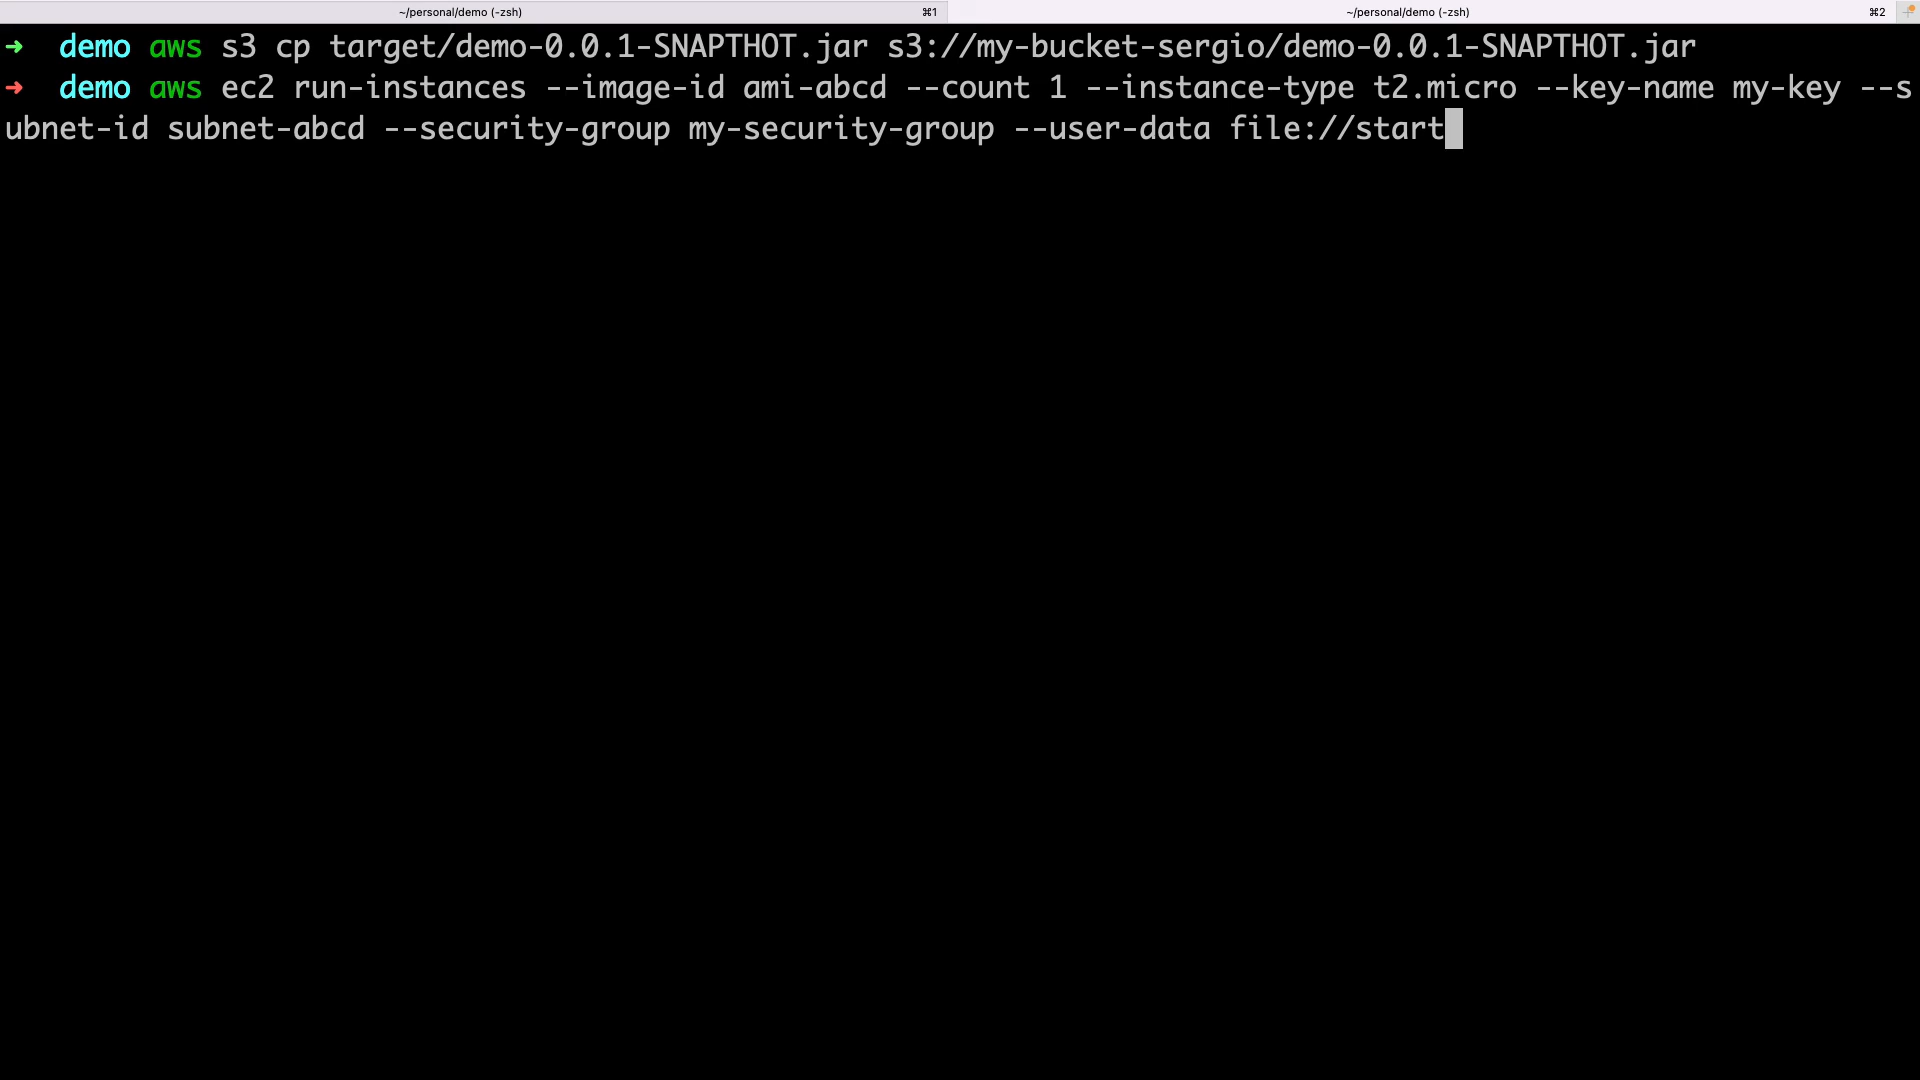 ~/personal/demo (-zsh) ⌘1 ~/personal/demo (-zsh) ⌘2
➜ demo aws s3 cp target/demo-0.0.1-SNAPTHOT.jar s3://my-bucket-sergio/demo-0.0.1-SNAPTHOT.jar
➜ demo aws ec2 run-instances --image-id ami-abcd --count 1 --instance-type t2.micro --key-name my-key --s
ubnet-id subnet-abcd --security-group my-security-group --user-data file://start